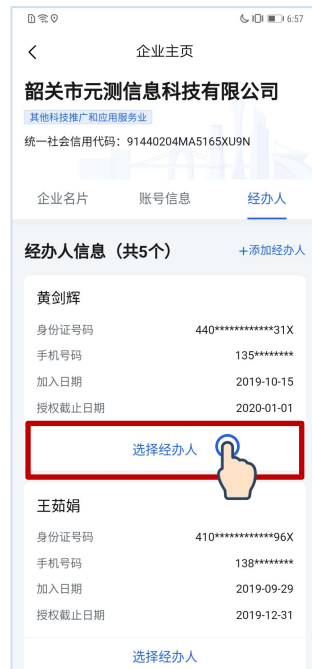 6:57
企业主页
韶关市元测信息科技有限公司
其他科技推广和应用服务业
统一社会信用代码：91440204MA5165XU9N
企业名片 账号信息 经办人
经办人信息（共5个） +添加经办人
黄剑辉
身份证号码 440************31X
手机号码 135********
加入日期 2019-10-15
授权截止日期 2020-01-01
选择经办人
王茹娟
身份证号码 410************96X
手机号码 138********
加入日期 2019-09-29
授权截止日期 2019-12-31
选择经办人